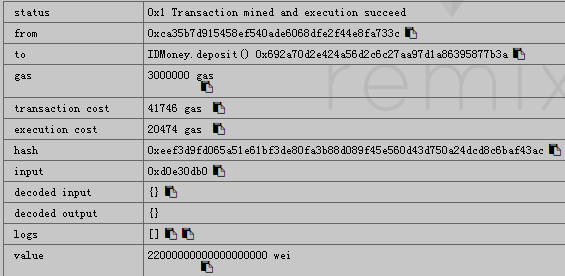 status 0x1 Transaction mined and execution succeed
from 0xca35b7d915458ef540ade6068dfe2f44e8fa733c
to IDMoney.deposit() 0x692a70d2e424a56d2c6c27aa97d1a86395877b3a
gas 3000000 gas
transaction cost 41746 gas
execution cost 20474 gas
hash 0xeef3d9fd065a51e61bf3de80fa3b88d089f45e560d43d750a24dcd8c6baf43ac
input 0xd0e30db0
decoded input {}
decoded output {}
logs []
value 22000000000000000000 wei
remix